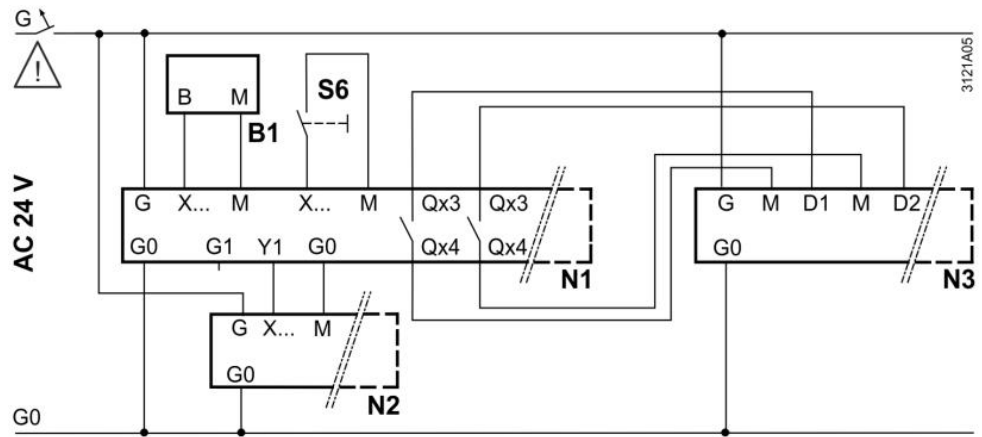 G
!
3121A05
AC 24 V
B M
B1
S6
G X... M X... M Qx3 Qx3
G0 G1 Y1 G0 Qx4 Qx4
N1
G M D1 M D2
G0
N3
G X... M
G0
N2
G0